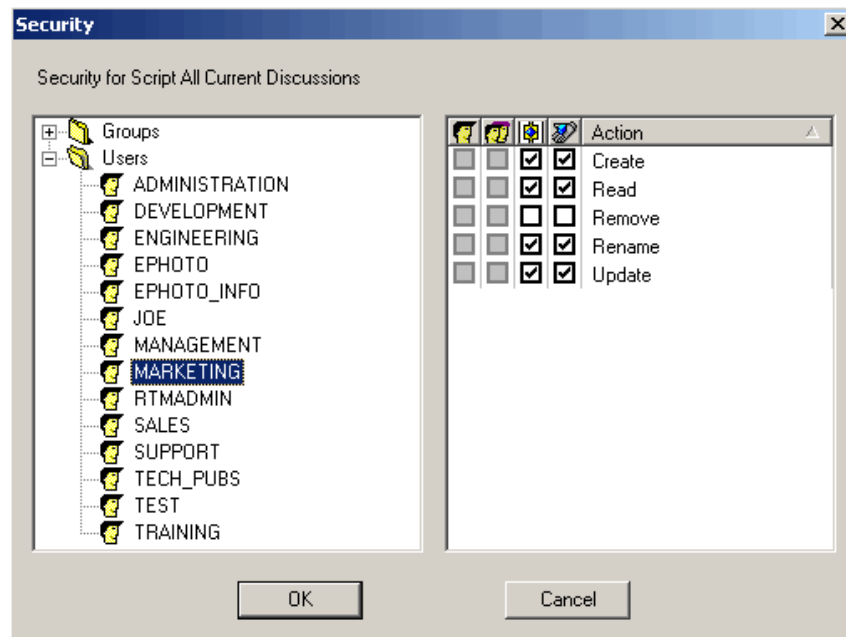 Security
Security for Script All Current Discussions
Groups
Users
ADMINISTRATION
DEVELOPMENT
ENGINEERING
EPHOTO
EPHOTO_INFO
JOE
MANAGEMENT
MARKETING
RTMADMIN
SALES
SUPPORT
TECH_PUBS
TEST
TRAINING
Action
Create
Read
Remove
Rename
Update
OK
Cancel